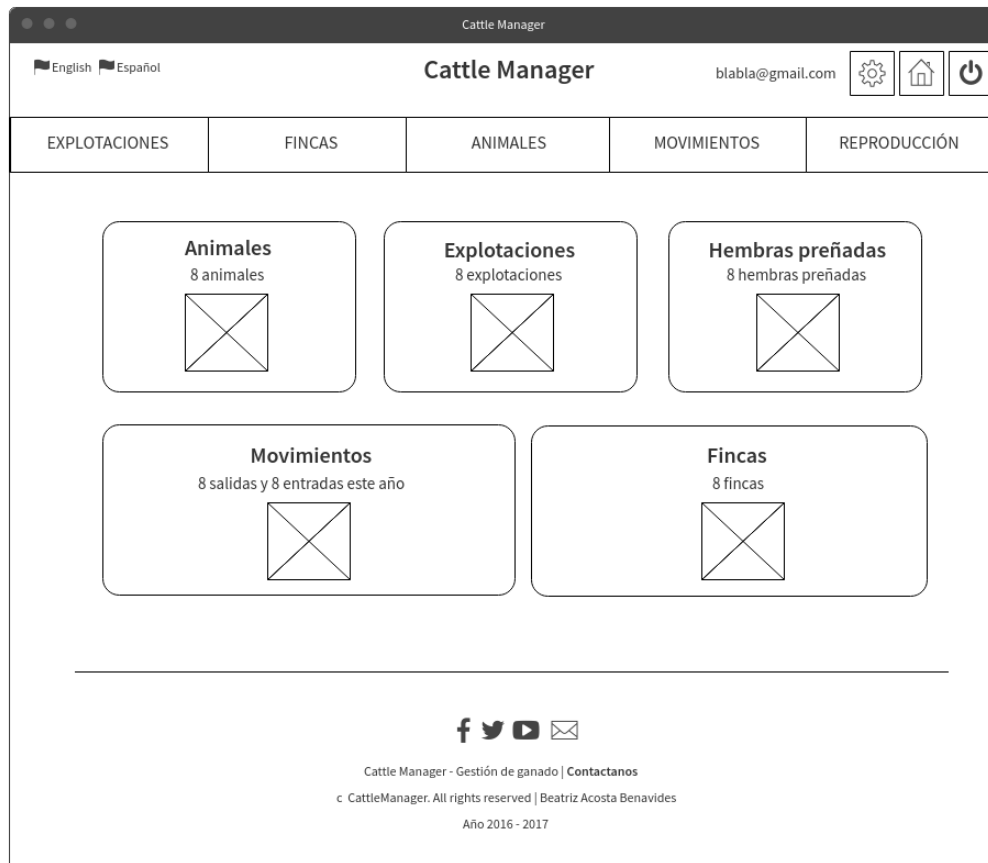 Cattle Manager
English Español
Cattle Manager
blabla@gmail.com
EXPLOTACIONES FINCAS ANIMALES MOVIMIENTOS REPRODUCCIÓN
Animales
8 animales
Explotaciones
8 explotaciones
Hembras preñadas
8 hembras preñadas
Movimientos
8 salidas y 8 entradas este año
Fincas
8 fincas
Cattle Manager - Gestión de ganado | Contactanos
c CattleManager. All rights reserved | Beatriz Acosta Benavides
Año 2016 - 2017